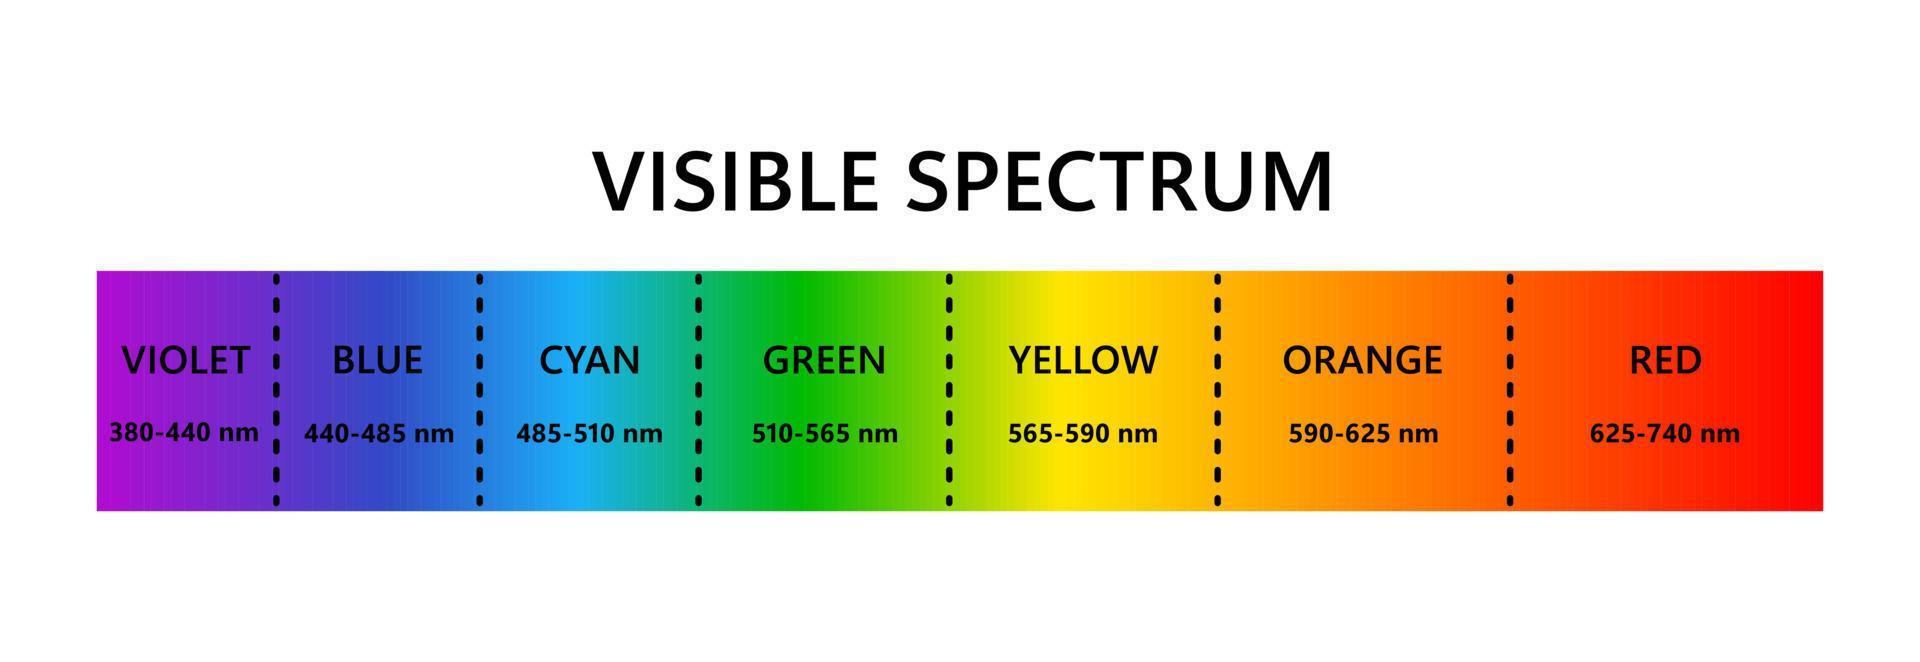 VISIBLE SPECTRUM
VIOLET BLUE CYAN GREEN YELLOW ORANGE RED
380-440 nm 440-485 nm 485-510 nm 510-565 nm 565-590 nm 590-625 nm 625-740 nm